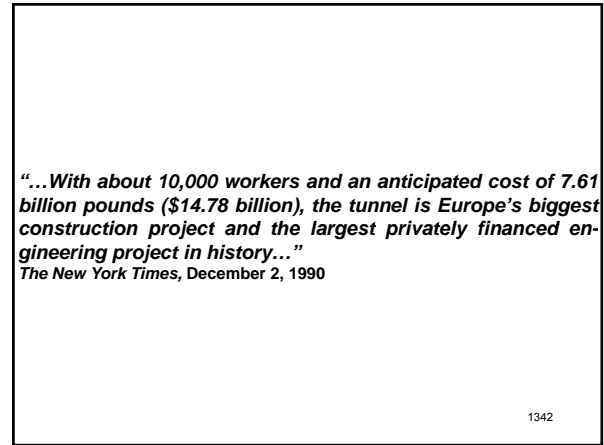 “…With about 10,000 workers and an anticipated cost of 7.61
billion pounds ($14.78 billion), the tunnel is Europe’s biggest
construction project and the largest privately financed en-
gineering project in history…”
The New York Times, December 2, 1990
1342